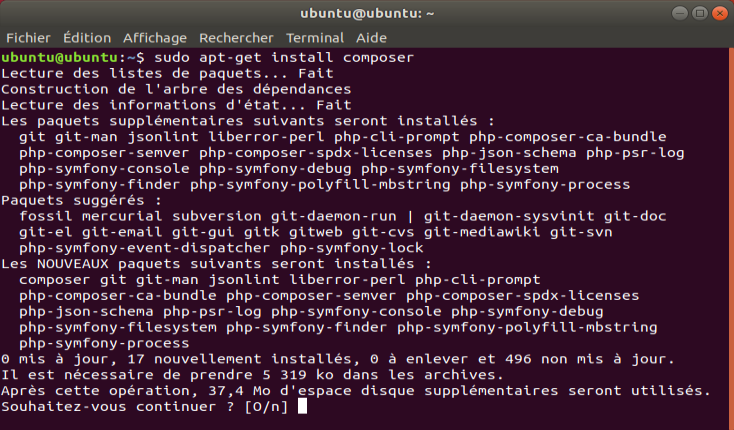 ubuntu@ubuntu: ~
Fichier Édition Affichage Rechercher Terminal Aide
ubuntu@ubuntu:~$ sudo apt-get install composer
Lecture des listes de paquets... Fait
Construction de l'arbre des dépendances
Lecture des informations d'état... Fait
Les paquets supplémentaires suivants seront installés :
  git git-man jsonlint liberror-perl php-cli-prompt php-composer-ca-bundle
  php-composer-semver php-composer-spdx-licenses php-json-schema php-psr-log
  php-symfony-console php-symfony-debug php-symfony-filesystem
  php-symfony-finder php-symfony-polyfill-mbstring php-symfony-process
Paquets suggérés :
  fossil mercurial subversion git-daemon-run | git-daemon-sysvinit git-doc
  git-el git-email git-gui gitk gitweb git-cvs git-mediawiki git-svn
  php-symfony-event-dispatcher php-symfony-lock
Les NOUVEAUX paquets suivants seront installés :
  composer git git-man jsonlint liberror-perl php-cli-prompt
  php-composer-ca-bundle php-composer-semver php-composer-spdx-licenses
  php-json-schema php-psr-log php-symfony-console php-symfony-debug
  php-symfony-filesystem php-symfony-finder php-symfony-polyfill-mbstring
  php-symfony-process
0 mis à jour, 17 nouvellement installés, 0 à enlever et 496 non mis à jour.
Il est nécessaire de prendre 5 319 ko dans les archives.
Après cette opération, 37,4 Mo d'espace disque supplémentaires seront utilisés.
Souhaitez-vous continuer ? [O/n]